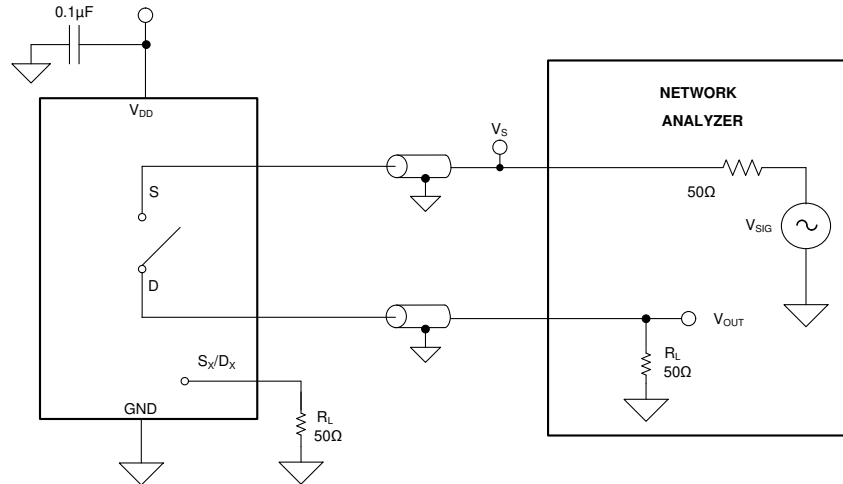 0.1µF
V_DD
S
D
S_X/D_X
GND
R_L
50Ω
V_S
NETWORK
ANALYZER
50Ω
V_SIG
V_OUT
R_L
50Ω